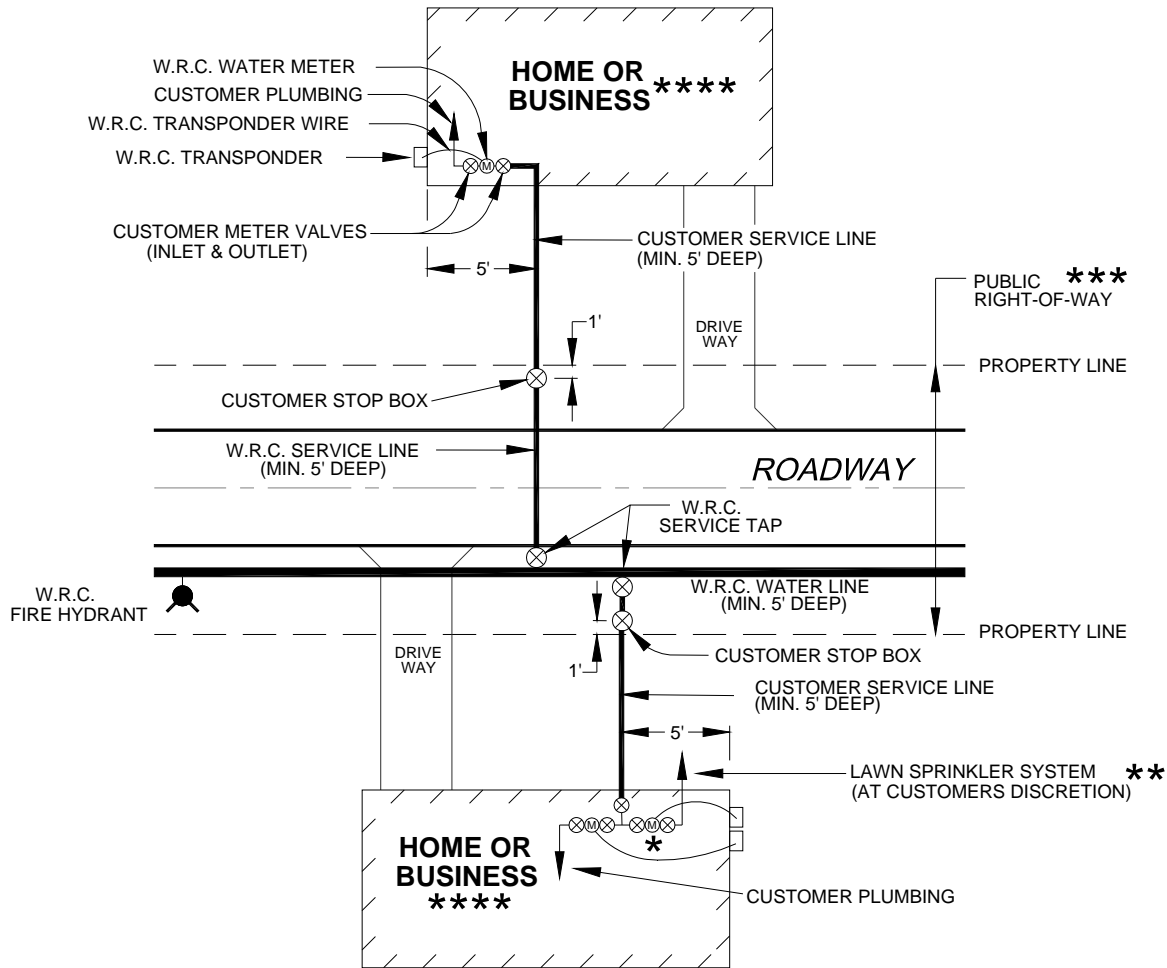 W.R.C. WATER METER
CUSTOMER PLUMBING
W.R.C. TRANSPONDER WIRE
W.R.C. TRANSPONDER
HOME OR
BUSINESS ****
M
CUSTOMER METER VALVES
(INLET & OUTLET)
5'
CUSTOMER SERVICE LINE
(MIN. 5' DEEP)
PUBLIC ***
RIGHT-OF-WAY
1'
DRIVE
WAY
PROPERTY LINE
CUSTOMER STOP BOX
W.R.C. SERVICE LINE
(MIN. 5' DEEP)
ROADWAY
W.R.C.
SERVICE TAP
W.R.C.
FIRE HYDRANT
W.R.C. WATER LINE
(MIN. 5' DEEP)
PROPERTY LINE
DRIVE
WAY
1'
CUSTOMER STOP BOX
CUSTOMER SERVICE LINE
(MIN. 5' DEEP)
5'
LAWN SPRINKLER SYSTEM **
(AT CUSTOMERS DISCRETION)
M
M
*
HOME OR
BUSINESS
****
CUSTOMER PLUMBING